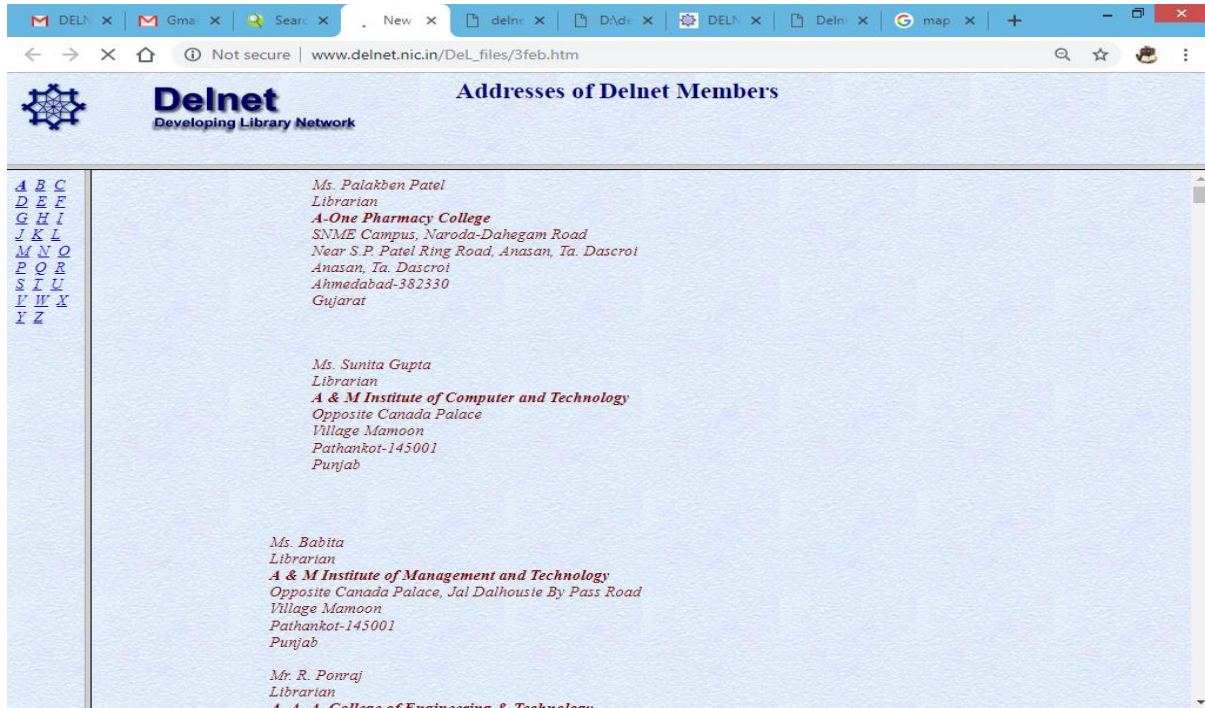 DELN Gmai Searc New delne D:\de DELN Deln map
Not secure | www.delnet.nic.in/DeL_files/3feb.htm
Delnet
Developing Library Network
Addresses of Delnet Members
A B C
D E F
G H I
J K L
M N O
P Q R
S T U
V W X
Y Z
Ms. Palakben Patel
Librarian
A-One Pharmacy College
SNME Campus, Naroda-Dahegam Road
Near S.P. Patel Ring Road, Anasan, Ta. Dascroi
Anasan, Ta. Dascroi
Ahmedabad-382330
Gujarat
Ms. Sunita Gupta
Librarian
A & M Institute of Computer and Technology
Opposite Canada Palace
Village Mamoon
Pathankot-145001
Punjab
Ms. Babita
Librarian
A & M Institute of Management and Technology
Opposite Canada Palace, Jal Dalhousie By Pass Road
Village Mamoon
Pathankot-145001
Punjab
Mr. R. Ponraj
Librarian
A. A. A. College of Engineering & Technology